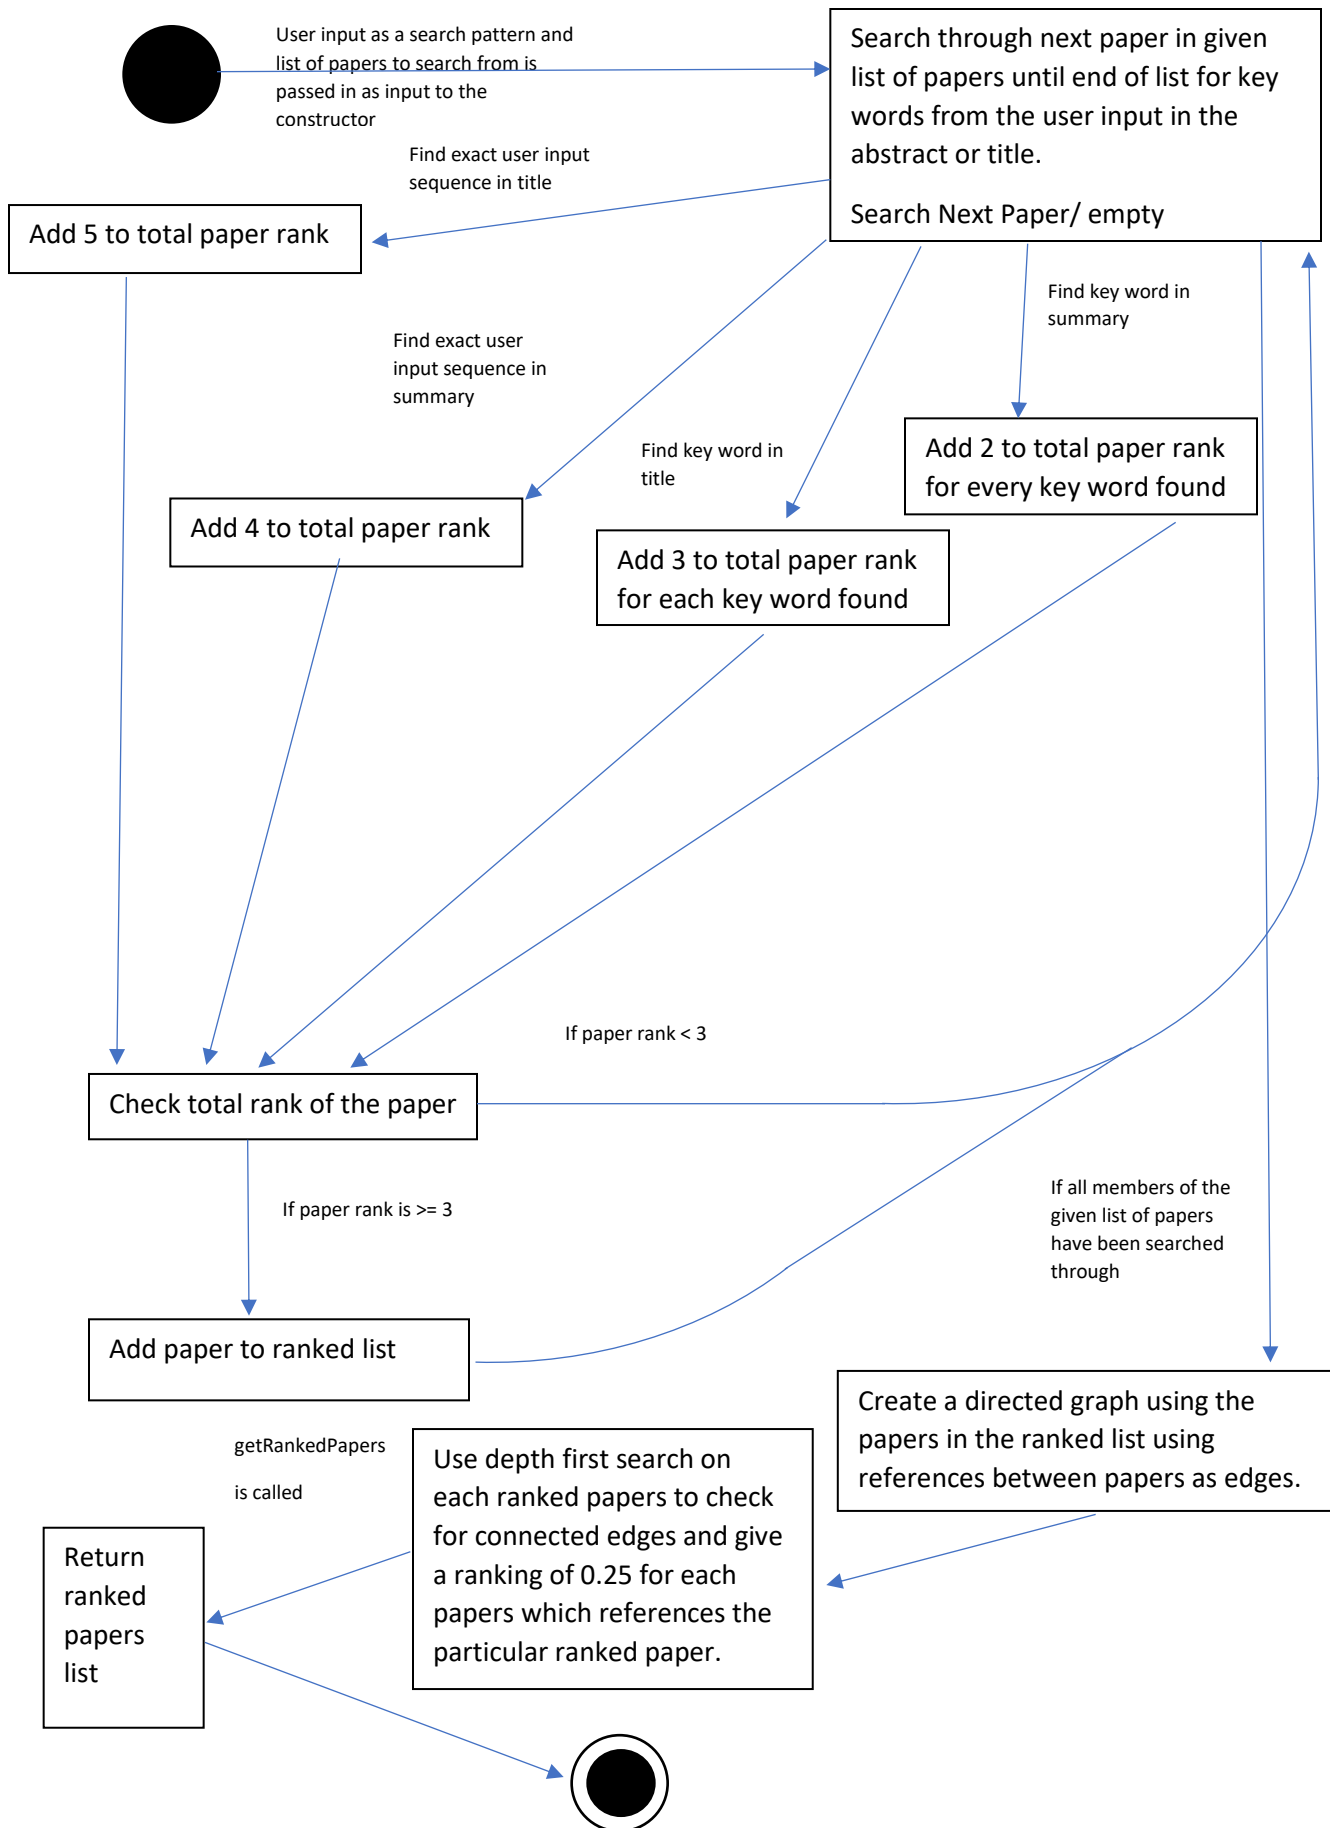 User input as a search pattern and
list of papers to search from is
passed in as input to the
constructor
Search through next paper in given
list of papers until end of list for key
words from the user input in the
abstract or title.
Search Next Paper/ empty
Find exact user input
sequence in title
Add 5 to total paper rank
Find key word in
summary
Find exact user
input sequence in
summary
Find key word in
title
Add 2 to total paper rank
for every key word found
Add 4 to total paper rank
Add 3 to total paper rank
for each key word found
If paper rank < 3
Check total rank of the paper
If paper rank is >= 3
If all members of the
given list of papers
have been searched
through
Add paper to ranked list
Create a directed graph using the
papers in the ranked list using
references between papers as edges.
getRankedPapers
is called
Use depth first search on
each ranked papers to check
for connected edges and give
a ranking of 0.25 for each
papers which references the
particular ranked paper.
Return
ranked
papers
list